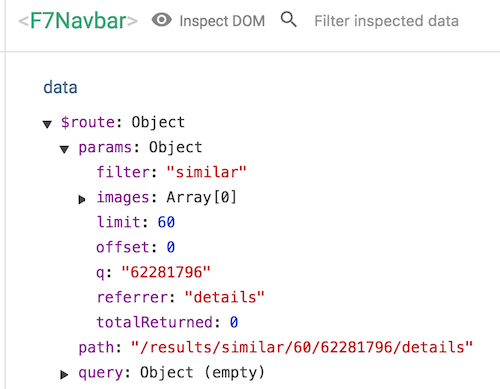 <F7Navbar> Inspect DOM Filter inspected data
data
$route: Object
params: Object
filter: "similar"
images: Array[0]
limit: 60
offset: 0
q: "62281796"
referrer: "details"
totalReturned: 0
path: "/results/similar/60/62281796/details"
query: Object (empty)